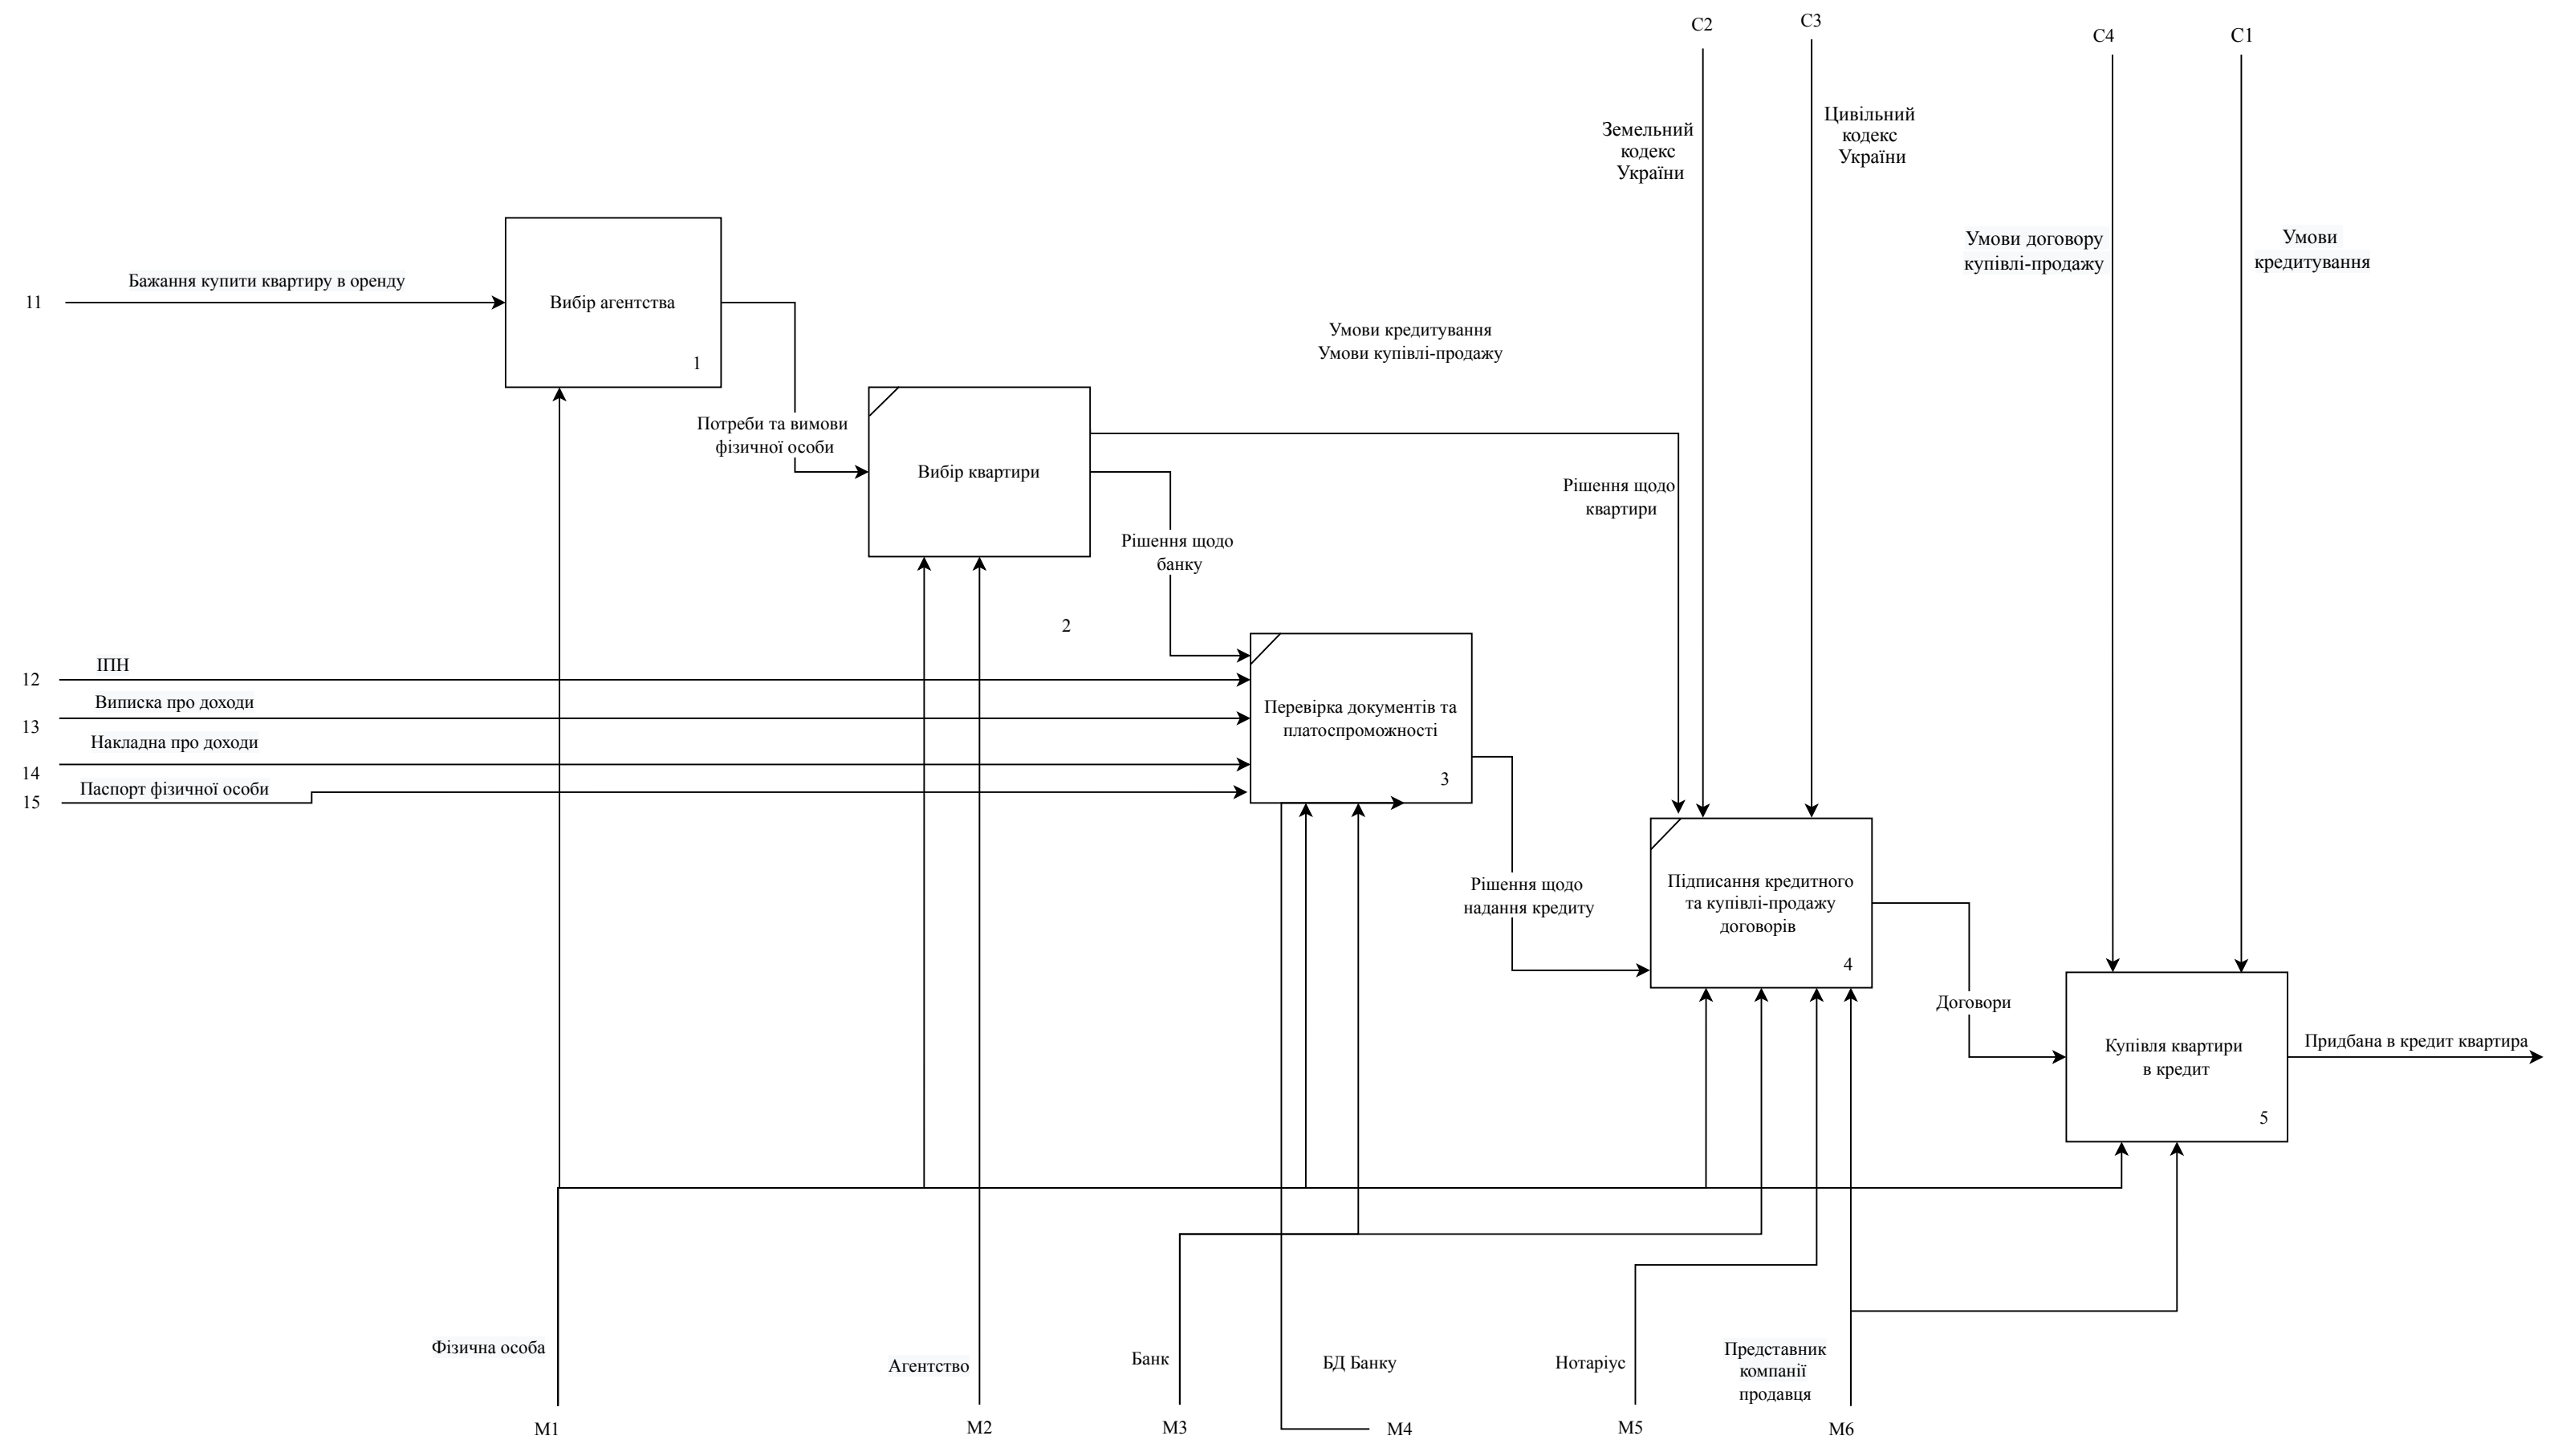 C2
C3
C4
C1
Земельний
кодекс
України
Цивільний
кодекс
України
Умови договору
купівлі-продажу
Умови
кредитування
11
Бажання купити квартиру в оренду
Вибір агентства
1
Умови кредитування
Умови купівлі-продажу
Потреби та вимови
фізичної особи
Вибір квартири
2
Рішення щодо
квартири
Рішення щодо
банку
12
ІПН
13
Виписка про доходи
14
Накладна про доходи
15
Паспорт фізичної особи
Перевірка документів та
платоспроможності
3
Рішення щодо
надання кредиту
Підписання кредитного
та купівлі-продажу
договорів
4
Договори
Купівля квартири
в кредит
5
Придбана в кредит квартира
Фізична особа
Агентство
Банк
БД Банку
Нотаріус
Представник
компанії
продавця
M1
M2
M3
M4
M5
M6